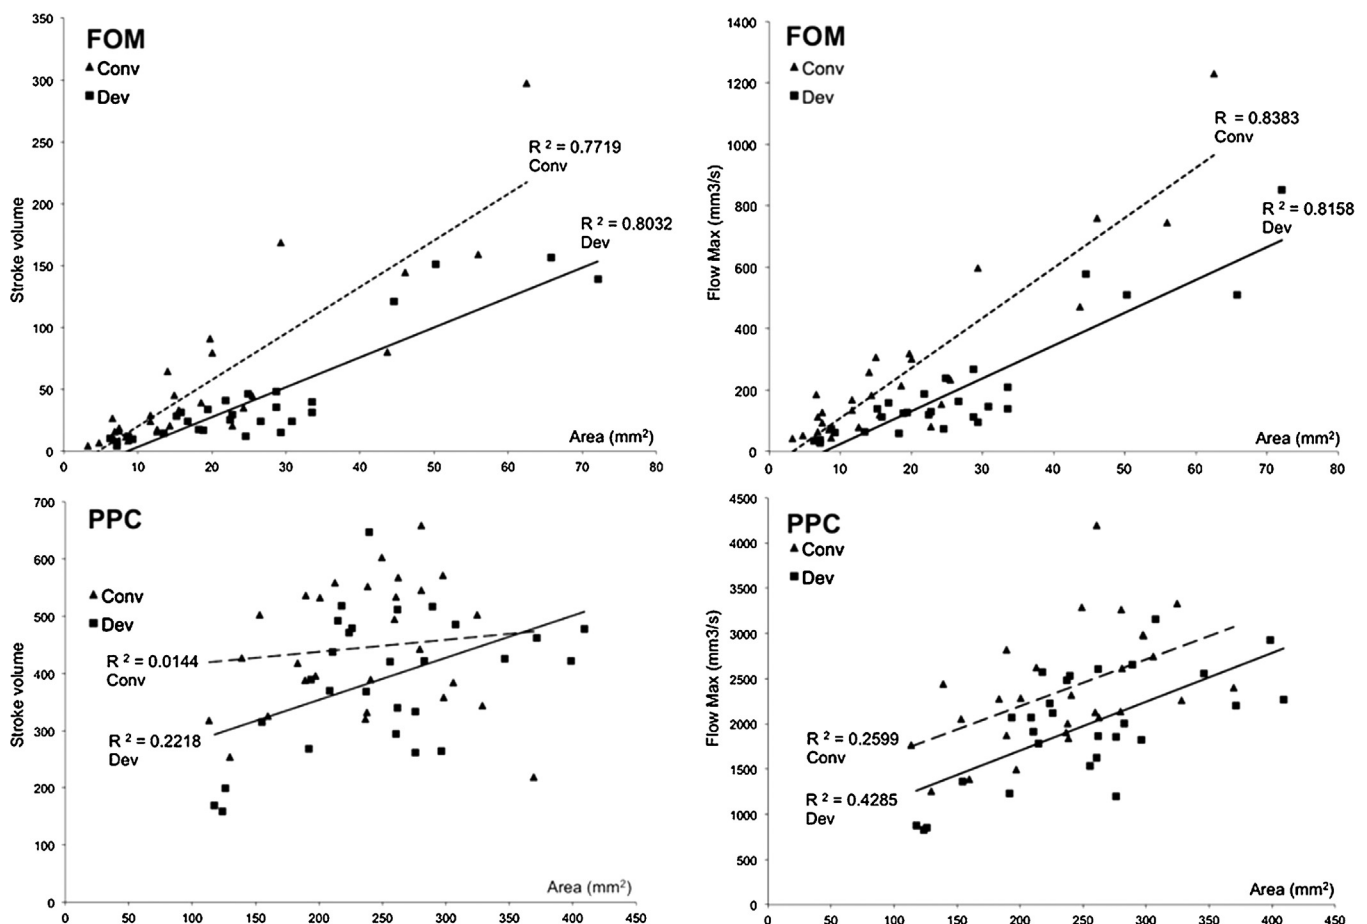 FOM
Conv
Dev
Stroke volume
350
300
250
200
150
100
50
0
R 2 = 0.7719
Conv
R 2 = 0.8032
Dev
Area (mm2)
0 10 20 30 40 50 60 70 80
FOM
Conv
Dev
Flow Max (mm3/s)
1400
1200
1000
800
600
400
200
0
R = 0.8383
Conv
R 2 = 0.8158
Dev
Area (mm2)
0 10 20 30 40 50 60 70 80
PPC
Conv
Dev
Stroke volume
700
600
500
400
300
200
100
0
R 2 = 0.0144
Conv
R 2 = 0.2218
Dev
Area (mm2)
0 50 100 150 200 250 300 350 400 450
PPC
Conv
Dev
Flow Max (mm3/s)
4500
4000
3500
3000
2500
2000
1500
1000
500
0
R 2 = 0.2599
Conv
R 2 = 0.4285
Dev
Area (mm2)
0 50 100 150 200 250 300 350 400 450